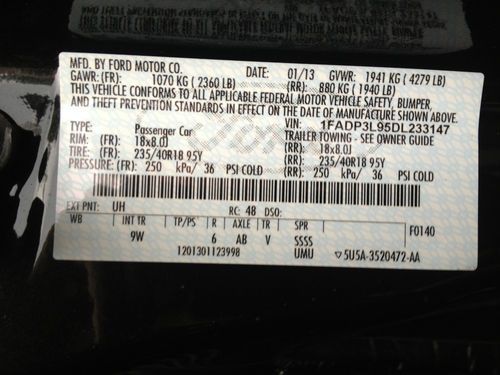 MFD. BY FORD MOTOR CO. DATE: 01/13 GVWR: 1941 KG ( 4279 LB)
GAWR: (FR): 1070 KG ( 2360 LB) (RR): 880 KG ( 1940 LB)
THIS VEHICLE CONFORMS TO ALL APPLICABLE FEDERAL MOTOR VEHICLE SAFETY, BUMPER,
AND THEFT PREVENTION STANDARDS IN EFFECT ON THE DATE OF MANUFACTURE SHOWN ABOVE.
VIN: 1FADP3L95DL233147
TYPE: Passenger Car TRAILER TOWING - SEE OWNER GUIDE
RIM: (FR): 18x8.0J (RR): 18x8.0J
TIRE: (FR): 235/40R18 95Y (RR): 235/40R18 95Y
PRESSURE: (FR): 250 kPa/ 36 PSI COLD (RR): 250 kPa/ 36 PSI COLD
EXT PNT: UH RC: 48 DSO:
WB INT TR TP/PS R AXLE TR SPR F0140
9W 6 AB V SSSS
1201301123998 UMU 5U5A-3520472-AA